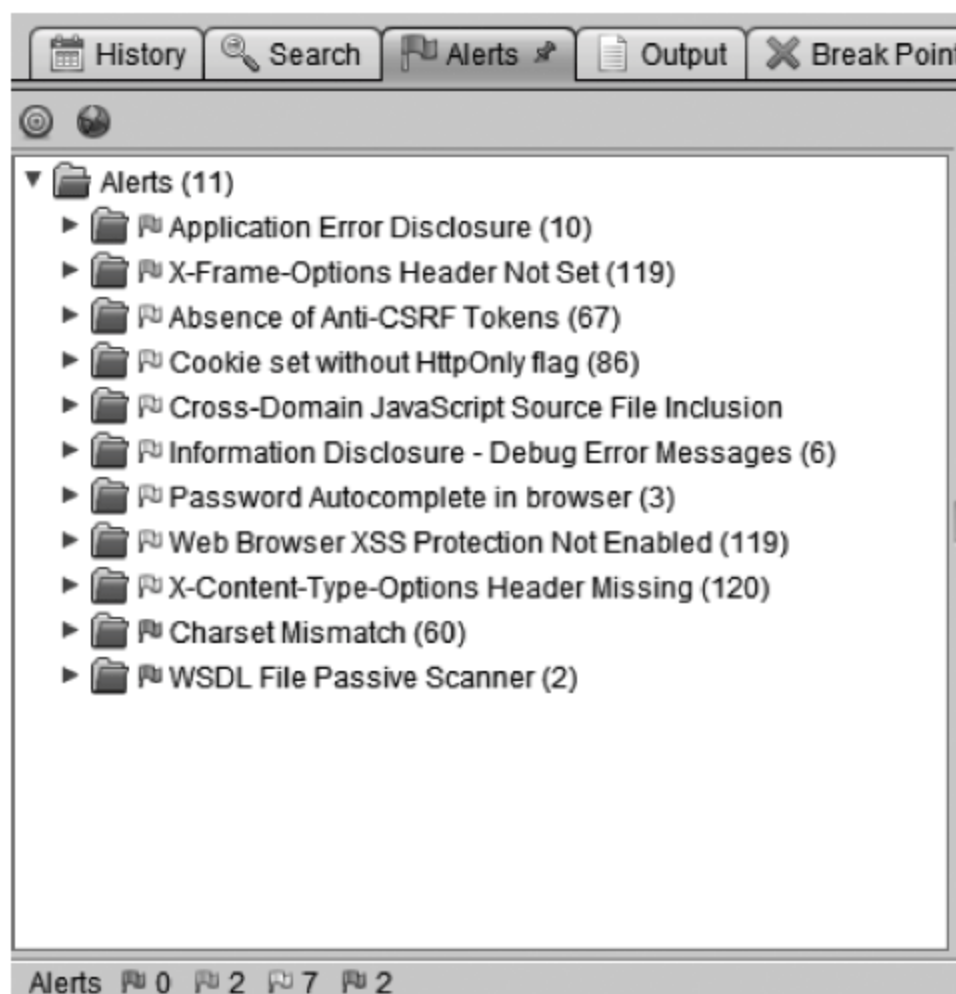 History Search Alerts Output Break Poin
Alerts (11)
Application Error Disclosure (10)
X-Frame-Options Header Not Set (119)
Absence of Anti-CSRF Tokens (67)
Cookie set without HttpOnly flag (86)
Cross-Domain JavaScript Source File Inclusion
Information Disclosure - Debug Error Messages (6)
Password Autocomplete in browser (3)
Web Browser XSS Protection Not Enabled (119)
X-Content-Type-Options Header Missing (120)
Charset Mismatch (60)
WSDL File Passive Scanner (2)
Alerts 0 2 7 2